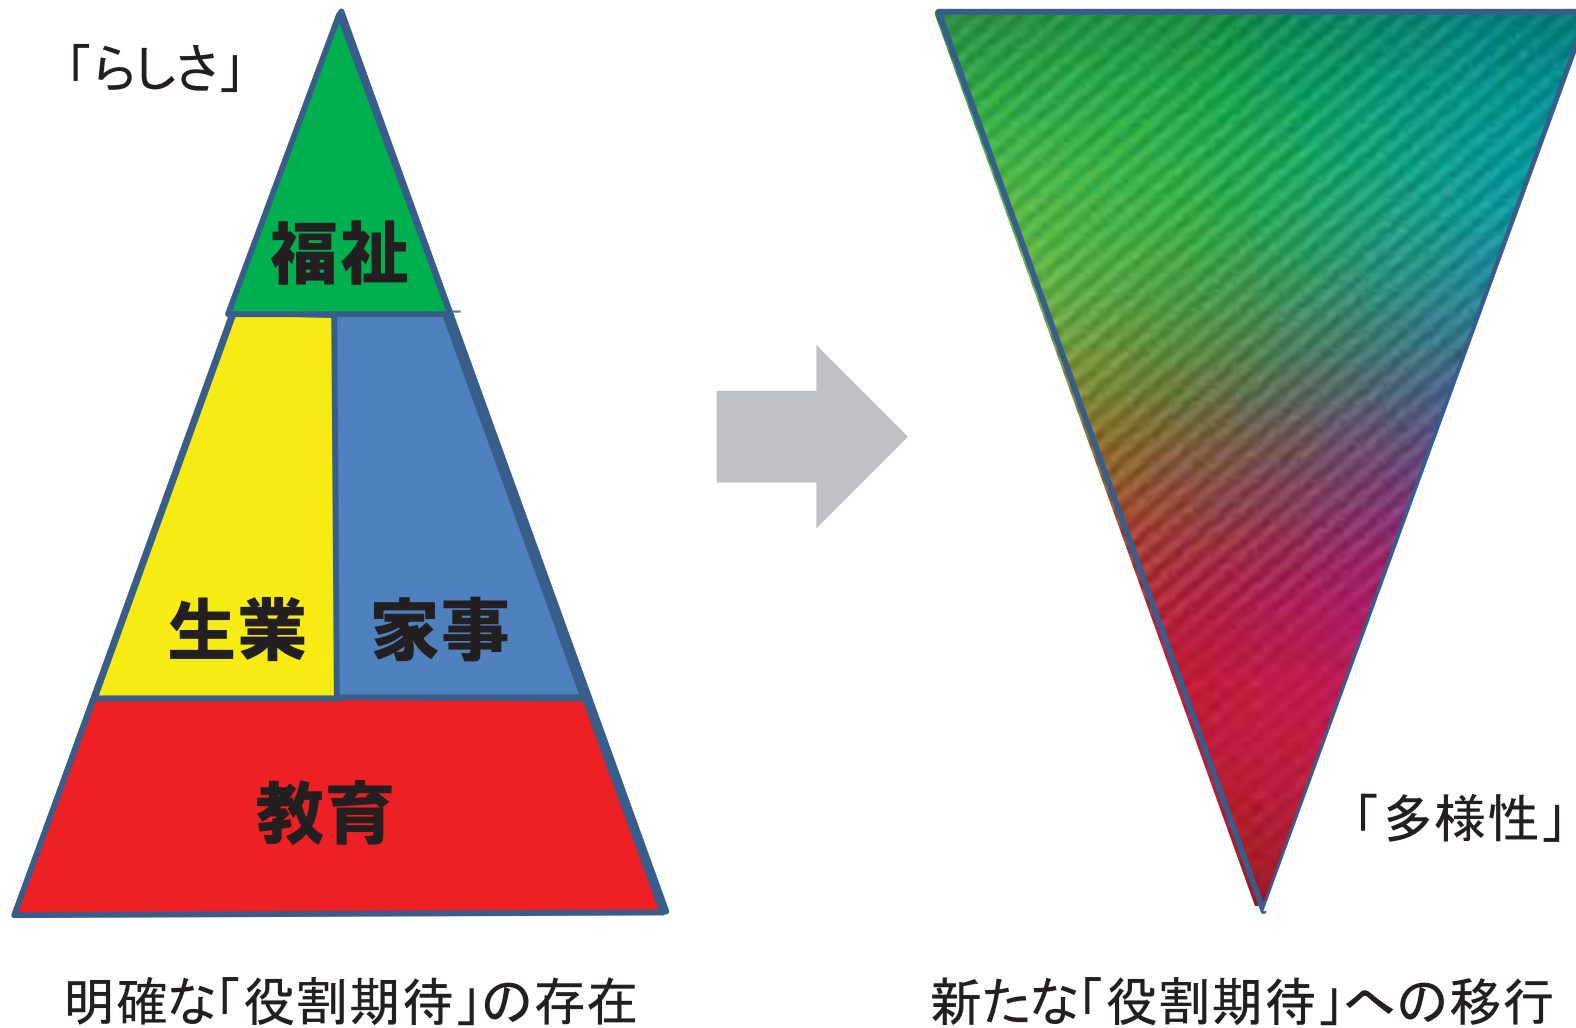 「らしさ」
福祉
生業
家事
教育
「多様性」
明確な「役割期待」の存在
新たな「役割期待」への移行